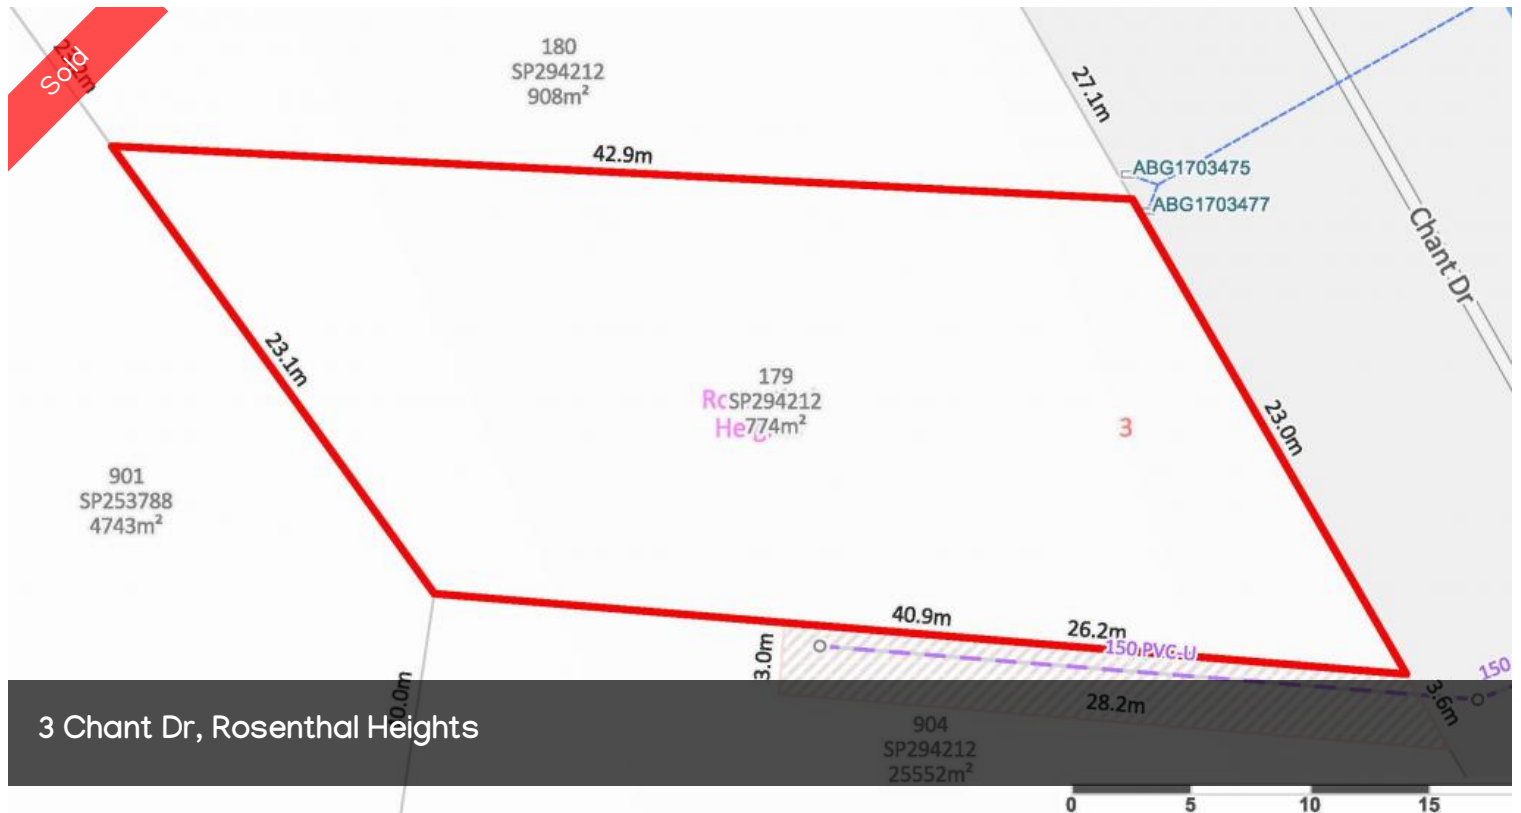 Sold
180
SP294212
908m²
27.1m
42.9m
ABG1703475
ABG1703477
Chant Dr
23.1m
179
SP294212
774m²
3
23.0m
901
SP253788
4743m²
40.9m
26.2m
150 PVC-U
3.0m
150
28.2m
3.6m
3 Chant Dr, Rosenthal Heights
904
SP294212
25552m²
0 5 10 15